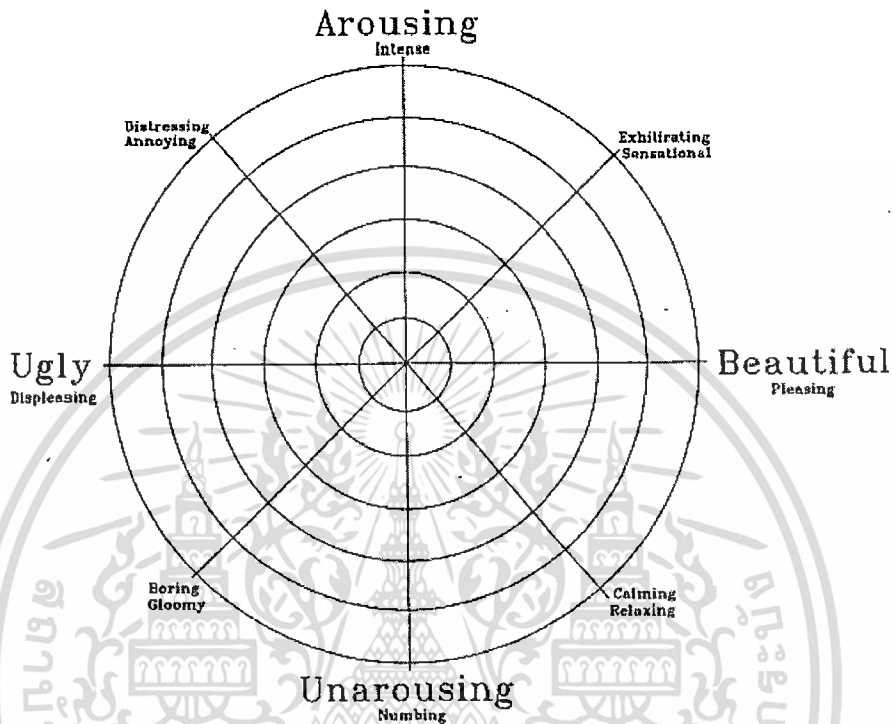 Arousing
Intense
Distressing
Annoying
Exhilirating
Sensational
Ugly
Displeasing
Beautiful
Pleasing
Boring
Gloomy
Calming
Relaxing
Unarousing
Numbing